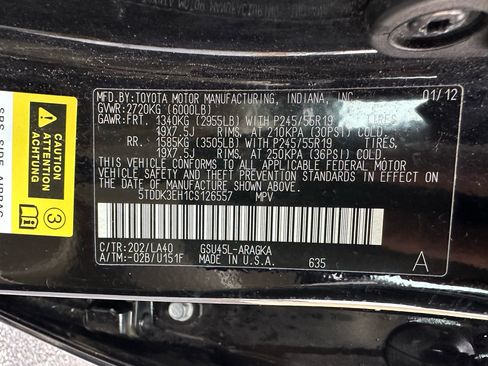 MFD.BY:TOYOTA MOTOR MANUFACTURING, INDIANA, INC. 01/12
GVWR:2720KG (6000LB)
GAWR:FRT. 1340KG (2955LB) WITH P245/55R19 TIRES,
19X7.5J RIMS, AT 210KPA (30PSI) COLD.
RR. 1585KG (3505LB) WITH P245/55R19 TIRES,
19X7.5J RIMS, AT 250KPA (36PSI) COLD.
THIS VEHICLE CONFORMS TO ALL APPLICABLE FEDERAL MOTOR
VEHICLE SAFETY AND THEFT PREVENTION STANDARDS IN EFFECT
ON THE DATE OF MANUFACTURE SHOWN ABOVE.
5TDDK3EH1CS126557 MPV
C/TR:202/LA40 GSU45L-ARAGKA
A/TM:-02B/U151F MADE IN U.S.A. 635 A
SRS SIDE AIRBAG
3